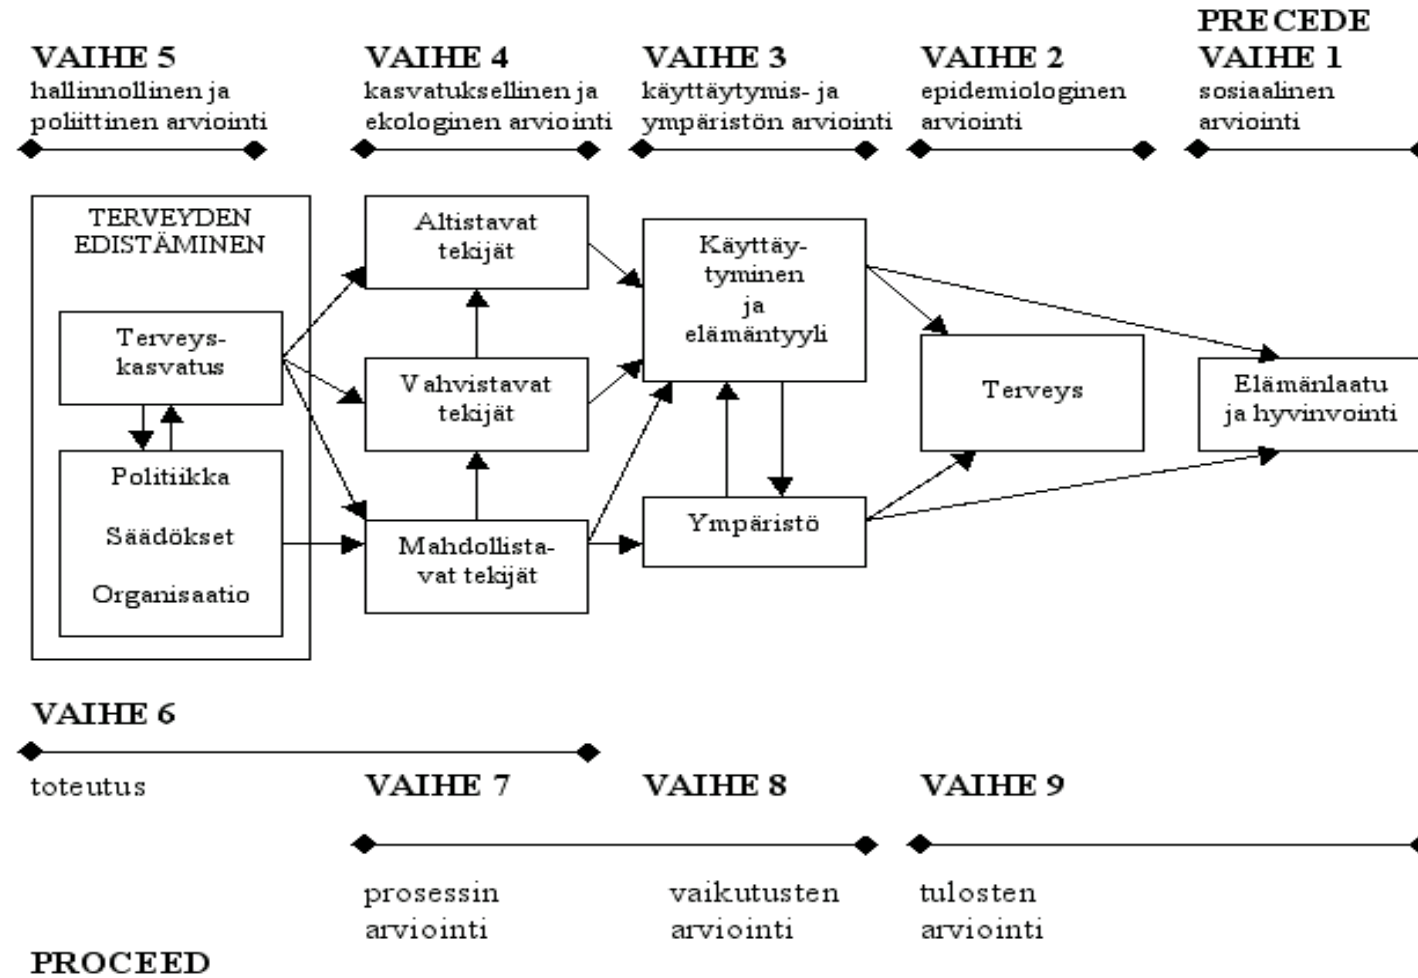 PRECEDE
VAIHE 5
hallinnollinen ja
poliittinen arviointi
VAIHE 4
kasvatuksellinen ja
ekologinen arviointi
VAIHE 3
käyttäytymis- ja
ympäristön arviointi
VAIHE 2
epidemiologinen
arviointi
VAIHE 1
sosiaalinen
arviointi
TERVEYDEN
EDISTÄMINEN
Terveys-
kasvatus
Politiikka
Säädökset
Organisaatio
Altistavat
tekijät
Vahvistavat
tekijät
Mahdollista-
vat tekijät
Käyttäy-
tyminen
ja
elämäntyyli
Ympäristö
Terveys
Elämänlaatu
ja hyvinvointi
VAIHE 6
toteutus
VAIHE 7
prosessin
arviointi
VAIHE 8
vaikutusten
arviointi
VAIHE 9
tulosten
arviointi
PROCEED